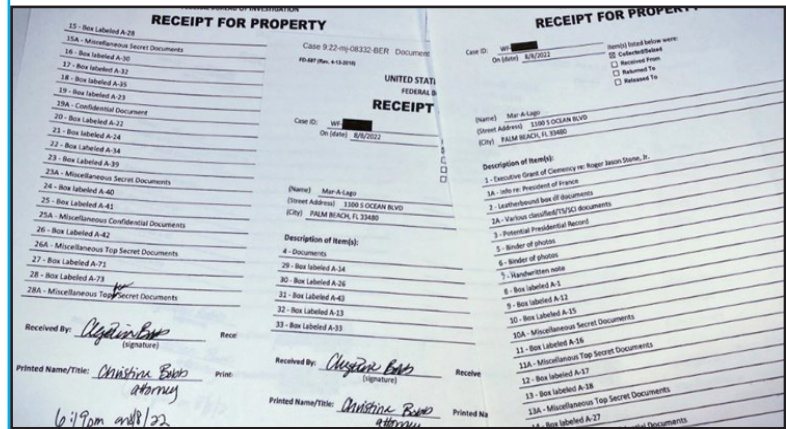 RECEIPT FOR PROPERTY
15 - Box Labeled A-28
15A - Miscellaneous Secret Documents
16 - Box labeled A-30
17 - Box labeled A-32
18 - Box labeled A-35
19 - Box Labeled A-23
19A - Confidential Document
20 - Box Labeled A-22
21 - Box labeled A-24
22 - Box Labeled A-34
23 - Box Labeled A-39
23A - Miscellaneous Secret Documents
24 - Box labeled A-40
25 - Box Labeled A-41
25A - Miscellaneous Confidential Documents
26 - Box Labeled A-42
26A - Miscellaneous Top Secret Documents
27 - Box Labeled A-71
28 - Box Labeled A-73
28A - Miscellaneous Top Secret Documents
Received By:
(signature)
Rece
Printed Name/Title: Christina Bobb
Print
attorney
6:19pm
Case 9:22-mj-08332-BER Document
FD-597 (Rev. 4-13-2015)
UNITED STAT
FEDERAL B
RECEIPT
Case ID: WF-
On (date) 8/8/2022
(Name) Mar-A-Lago
(Street Address) 1100 S OCEAN BLVD
(City) PALM BEACH, FL 33480
Description of Item(s):
4 - Documents
29 - Box labeled A-14
30 - Box Labeled A-26
31 - Box Labeled A-43
32 - Box Labeled A-13
33 - Box Labeled A-33
Received By:
(signature)
Receive
Printed Name/Title: Christina Bobb
Printed Na
attorney
RECEIPT FOR PROPERTY
Case ID: WF-
On (date) 8/8/2022
Item(s) listed below were:
Collected/Seized
Received From
Returned To
Released To
(Name) Mar-A-Lago
(Street Address) 1100 S OCEAN BLVD
(City) PALM BEACH, FL 33480
Description of Item(s):
1 - Executive Grant of Clemency re: Roger Jason Stone, Jr.
1A - Info re: President of France
2 - Leatherbound box of documents
2A - Various classified/TS/SCI documents
3 - Potential Presidential Record
5 - Binder of photos
6 - Binder of photos
7 - Handwritten note
8 - Box labeled A-1
9 - Box labeled A-12
10 - Box Labeled A-15
10A - Miscellaneous Secret Documents
11 - Box Labeled A-16
11A - Miscellaneous Top Secret Documents
12 - Box labeled A-17
13 - Box labeled A-18
13A - Miscellaneous Top Secret Documents
Box labeled A-27
Documents